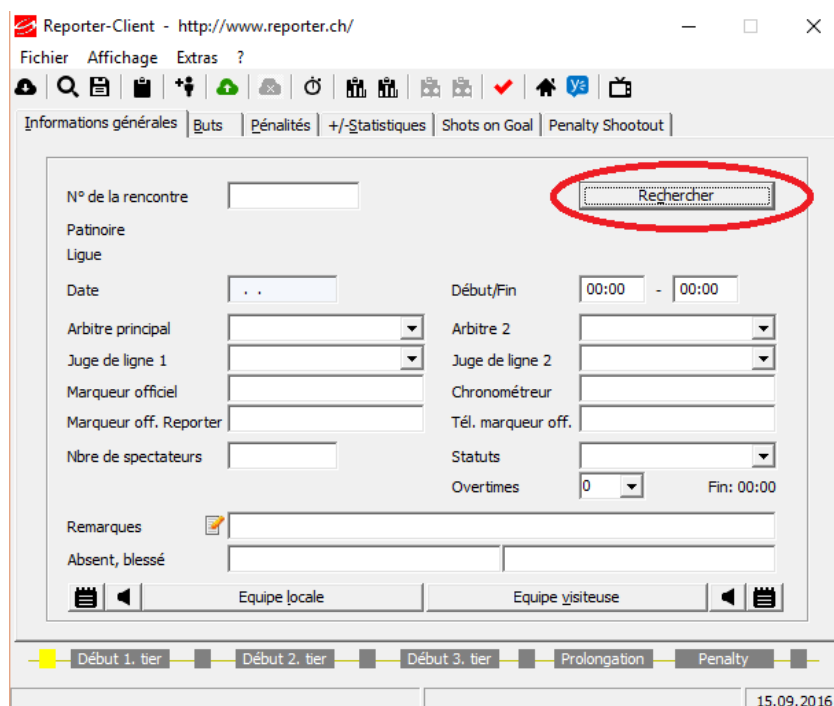 Reporter-Client - http://www.reporter.ch/
Fichier Affichage Extras ?
Informations générales Buts Pénalités +/-Statistiques Shots on Goal Penalty Shootout
N° de la rencontre Rechercher
Patinoire
Ligue
Date . . Début/Fin 00:00 - 00:00
Arbitre principal Arbitre 2
Juge de ligne 1 Juge de ligne 2
Marqueur officiel Chronométreur
Marqueur off. Reporter Tél. marqueur off.
Nbre de spectateurs Statuts
Overtimes 0 Fin: 00:00
Remarques
Absent, blessé
Equipe locale Equipe visiteuse
Début 1. tier Début 2. tier Début 3. tier Prolongation Penalty
15.09.2016